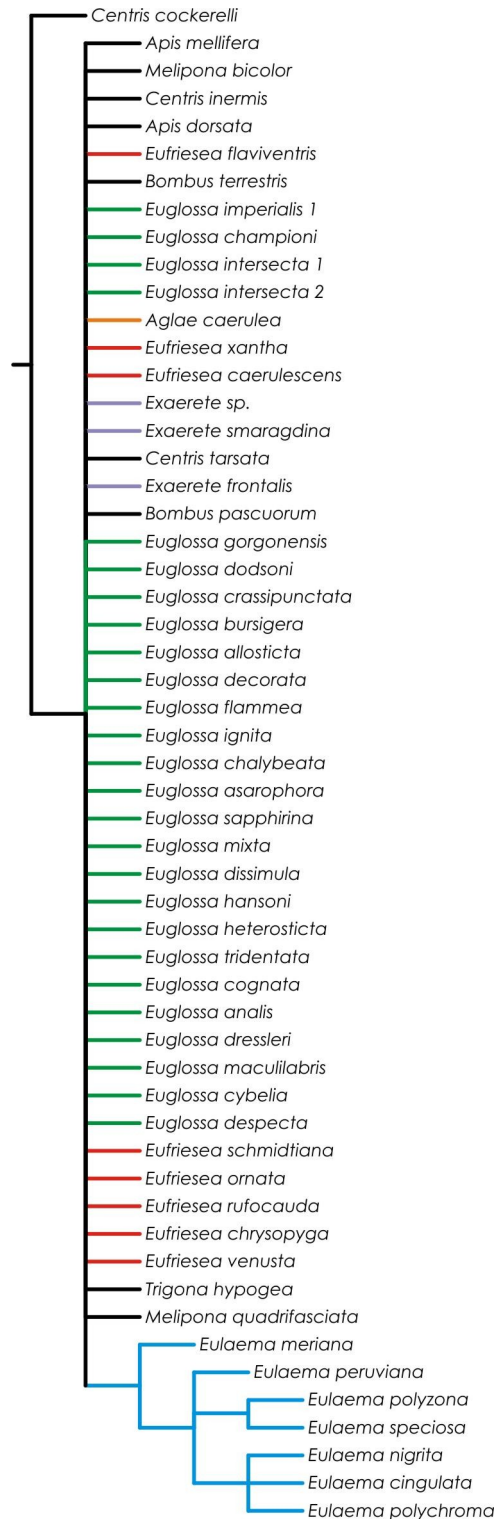 Centris cockerelli
Apis mellifera
Melipona bicolor
Centris inermis
Apis dorsata
Eufriesea flaviventris
Bombus terrestris
Euglossa imperialis 1
Euglossa championi
Euglossa intersecta 1
Euglossa intersecta 2
Aglae caerulea
Eufriesea xantha
Eufriesea caerulescens
Exaerete sp.
Exaerete smaragdina
Centris tarsata
Exaerete frontalis
Bombus pascuorum
Euglossa gorgonensis
Euglossa dodsoni
Euglossa crassipunctata
Euglossa bursigera
Euglossa allosticta
Euglossa decorata
Euglossa flammea
Euglossa ignita
Euglossa chalybeata
Euglossa asarophora
Euglossa sapphirina
Euglossa mixta
Euglossa dissimula
Euglossa hansoni
Euglossa heterosticta
Euglossa tridentata
Euglossa cognata
Euglossa analis
Euglossa dressleri
Euglossa maculilabris
Euglossa cybelia
Euglossa despecta
Eufriesea schmidtiana
Eufriesea ornata
Eufriesea rufocauda
Eufriesea chrysopyga
Eufriesea venusta
Trigona hypogea
Melipona quadrifasciata
Eulaema meriana
Eulaema peruviana
Eulaema polyzona
Eulaema speciosa
Eulaema nigrita
Eulaema cingulata
Eulaema polychroma